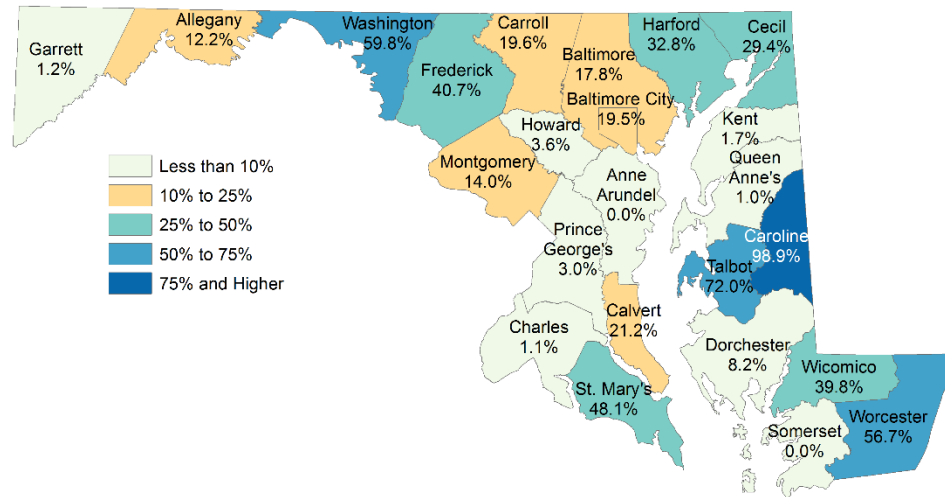 Garrett
1.2%
Allegany
12.2%
Washington
59.8%
Frederick
40.7%
Carroll
19.6%
Baltimore
17.8%
Baltimore City
19.5%
Harford
32.8%
Cecil
29.4%
Howard
3.6%
Montgomery
14.0%
Anne
Arundel
0.0%
Prince
George's
3.0%
Kent
1.7%
Queen
Anne's
1.0%
Caroline
98.9%
Talbot
72.0%
Calvert
21.2%
Charles
1.1%
St. Mary's
48.1%
Dorchester
8.2%
Wicomico
39.8%
Worcester
56.7%
Somerset
0.0%
Less than 10%
10% to 25%
25% to 50%
50% to 75%
75% and Higher